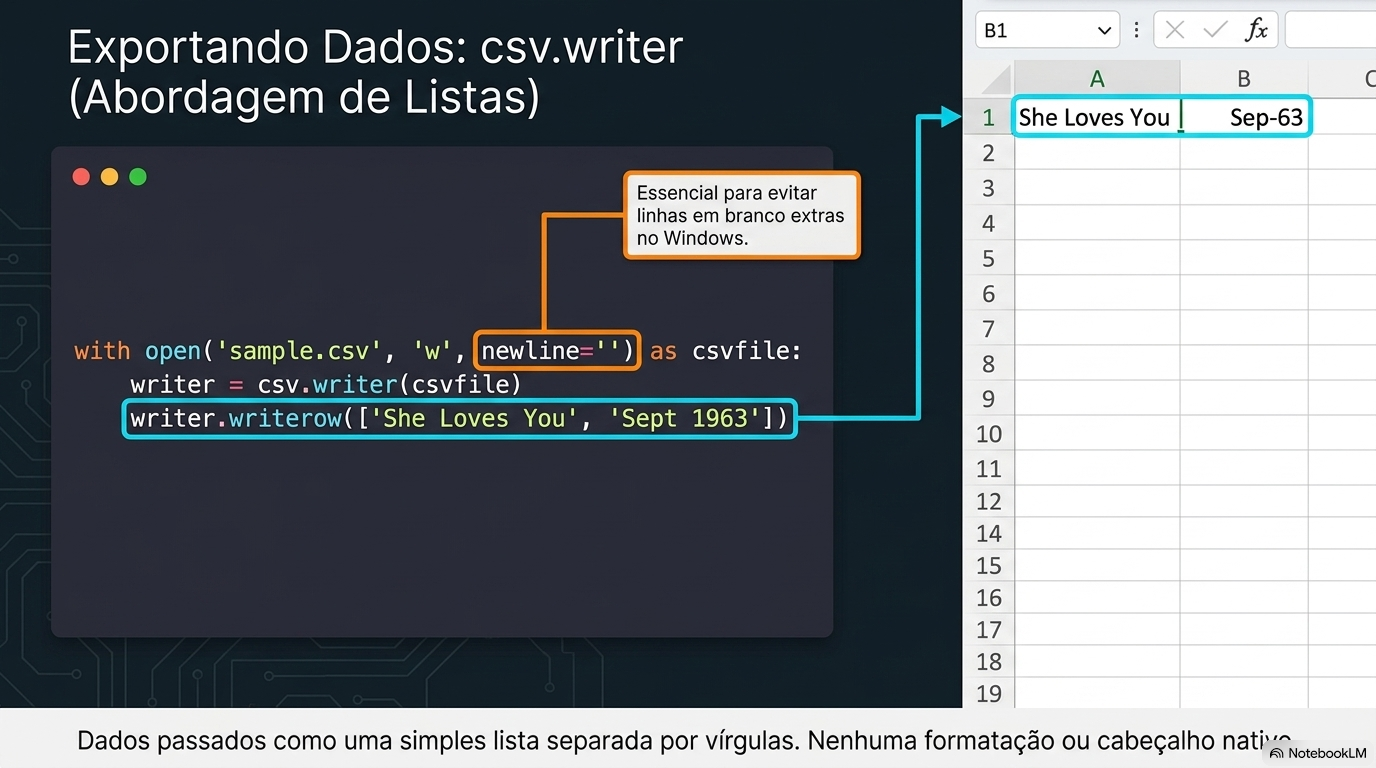 Exportando Dados: csv.writer
(Abordagem de Listas)
Essencial para evitar
linhas em branco extras
no Windows.
with open('sample.csv', 'w', newline='') as csvfile:
writer = csv.writer(csvfile)
writer.writerow(['She Loves You', 'Sept 1963'])
B1
fx
A B C
1 She Loves You Sep-63
2
3
4
5
6
7
8
9
10
11
12
14
15
16
17
18
19
Dados passados como uma simples lista separada por vírgulas. Nenhuma formatação ou cabeçalho nativo.
NotebookLM